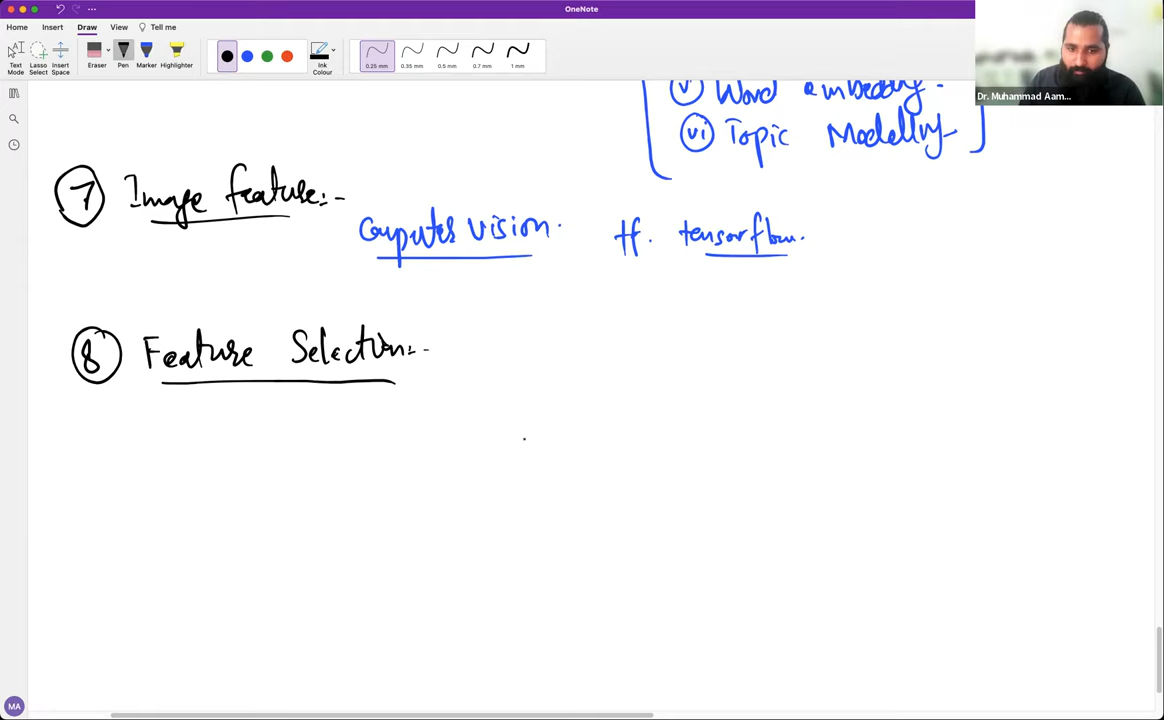 OneNote
Home Insert Draw View Tell me
Text Mode
Lasso Select
Insert Space
Eraser
Pen
Marker
Highlighter
Ink Colour
0.25 mm
0.35 mm
0.5 mm
0.7 mm
1 mm
Dr. Muhammad Aam...
(v) Word embedding.
(vi) Topic Modelling
7 Image feature:-
Computer vision. tf. tensorflow.
8 Feature Selection:-
MA